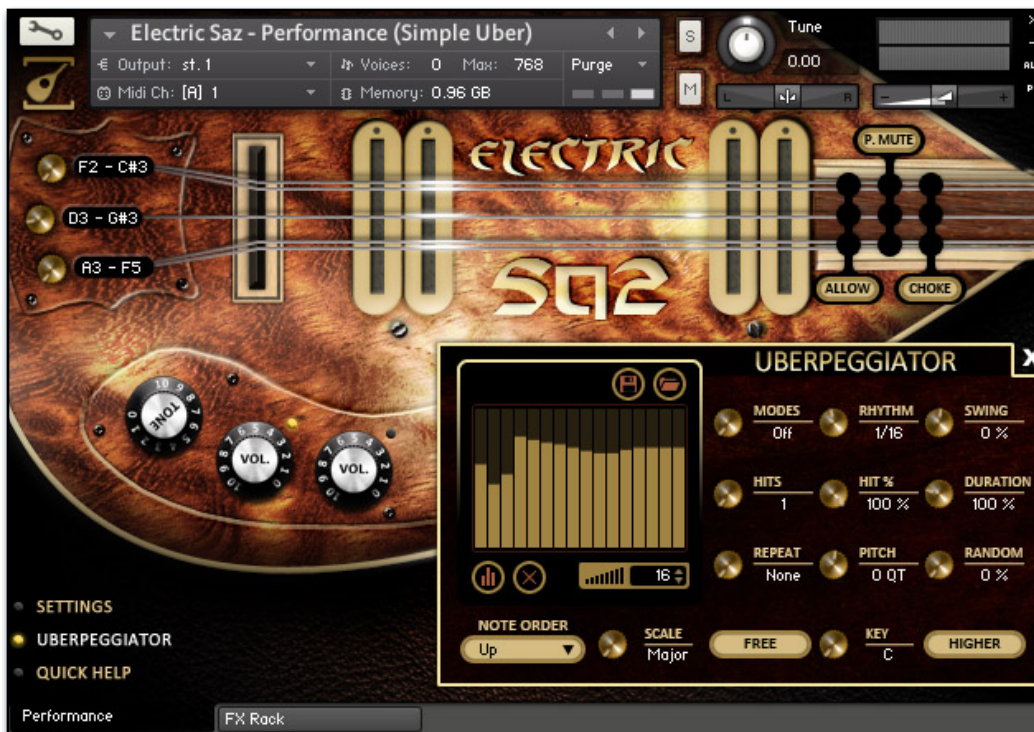 Electric Saz - Performance (Simple Uber)
Output: st.1
Voices: 0 Max: 768
Purge
Midi Ch: [A] 1
Memory: 0.96 GB
S
M
Tune
0.00
L R
- +
F2 - C#3
D3 - G#3
A3 - F5
ELECTRIC
Saz
P. MUTE
ALLOW
CHOKE
TONE
VOL.
VOL.
UBERPEGGIATOR
X
MODES
Off
RHYTHM
1/16
SWING
0 %
HITS
1
HIT %
100 %
DURATION
100 %
REPEAT
None
PITCH
0 QT
RANDOM
0 %
16
NOTE ORDER
Up
SCALE
Major
FREE
KEY
C
HIGHER
SETTINGS
UBERPEGGIATOR
QUICK HELP
Performance
FX Rack